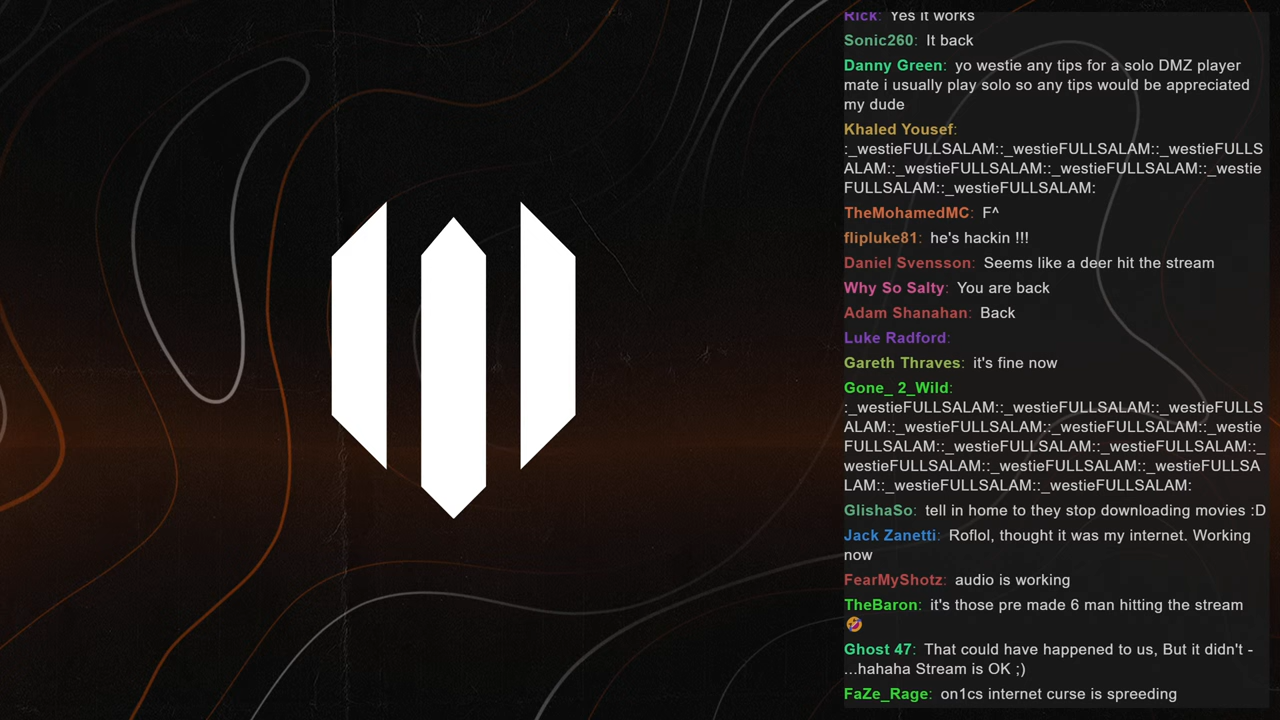 Rick: Yes it works
Sonic260: It back
Danny Green: yo westie any tips for a solo DMZ player
mate i usually play solo so any tips would be appreciated
my dude
Khaled Yousef:
:_westieFULLSALAM::_westieFULLSALAM::_westieFULLS
ALAM::_westieFULLSALAM::_westieFULLSALAM::_westie
FULLSALAM::_westieFULLSALAM:
TheMohamedMC: F^
flipluke81: he's hackin !!!
Daniel Svensson: Seems like a deer hit the stream
Why So Salty: You are back
Adam Shanahan: Back
Luke Radford:
Gareth Thraves: it's fine now
Gone_ 2_Wild:
:_westieFULLSALAM::_westieFULLSALAM::_westieFULLS
ALAM::_westieFULLSALAM::_westieFULLSALAM::_westie
FULLSALAM::_westieFULLSALAM::_westieFULLSALAM::_
westieFULLSALAM::_westieFULLSALAM::_westieFULLSA
LAM::_westieFULLSALAM::_westieFULLSALAM:
GlishaSo: tell in home to they stop downloading movies :D
Jack Zanetti: Roflol, thought it was my internet. Working
now
FearMyShotz: audio is working
TheBaron: it's those pre made 6 man hitting the stream
🤣
Ghost 47: That could have happened to us, But it didn't -
...hahaha Stream is OK ;)
FaZe_Rage: on1cs internet curse is spreeding